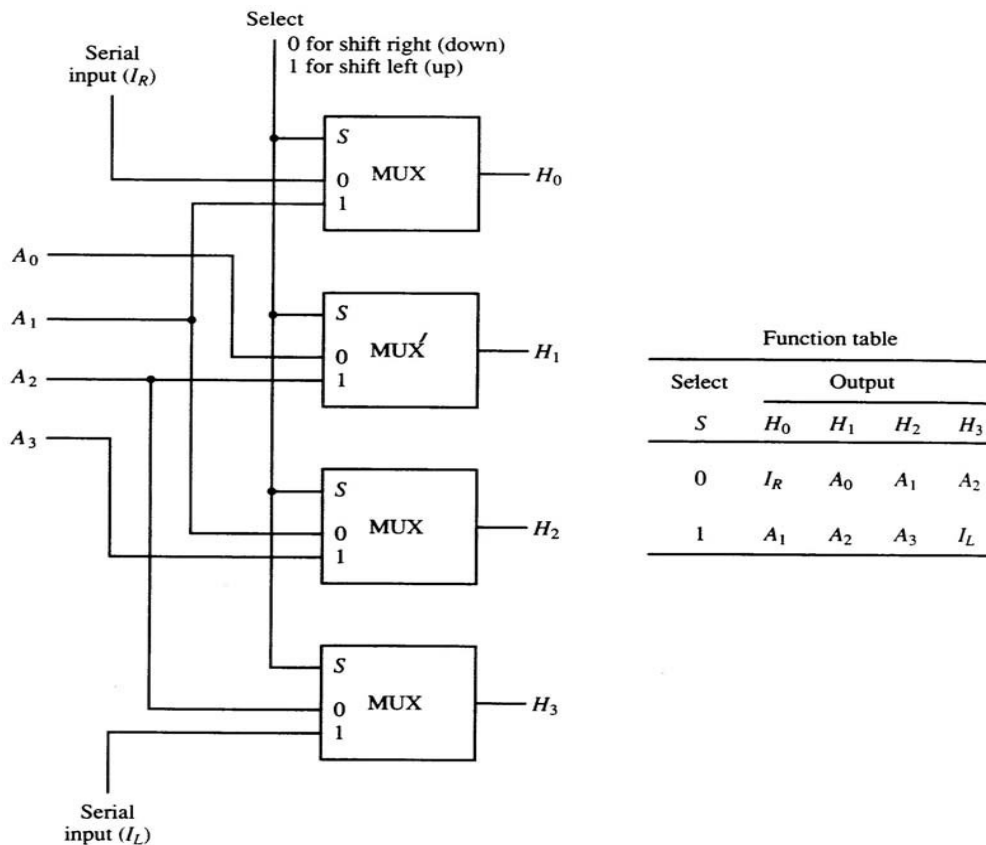 Select
0 for shift right (down)
1 for shift left (up)
Serial
input (I_R)
S
MUX
0
1
H_0
A_0
A_1
A_2
A_3
S
MUX
0
1
H_1
S
MUX
0
1
H_2
S
MUX
0
1
H_3
Serial
input (I_L)
Function table
Select Output
S H_0 H_1 H_2 H_3
0 I_R A_0 A_1 A_2
1 A_1 A_2 A_3 I_L